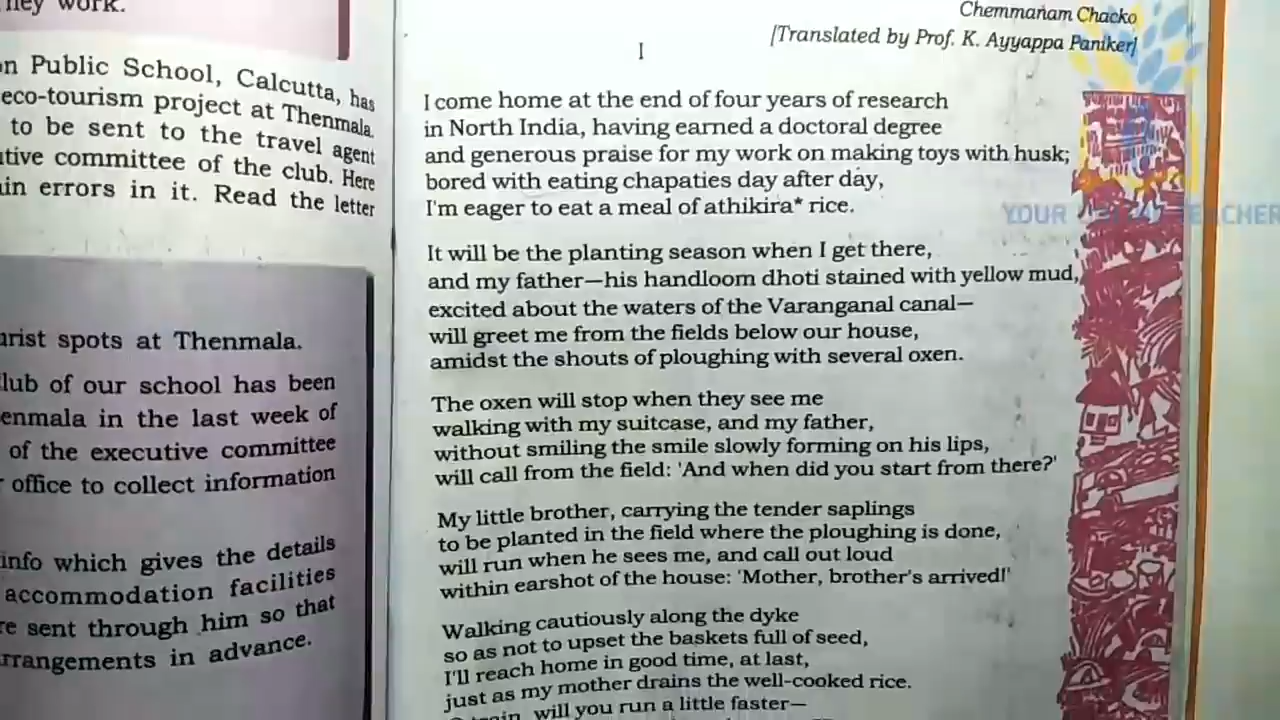 they work.
on Public School, Calcutta, has
eco-tourism project at Thenmala.
to be sent to the travel agent
committee of the club. Here
errors in it. Read the letter
spots at Thenmala.
of our school has been
in the last week of
of the executive committee
office to collect information
info which gives the details
accommodation facilities
sent through him so that
in advance.
Chemmanam Chacko
[Translated by Prof. K. Ayyappa Paniker]
I
I come home at the end of four years of research
in North India, having earned a doctoral degree
and generous praise for my work on making toys with husk;
bored with eating chapaties day after day,
I'm eager to eat a meal of athikira* rice.
It will be the planting season when I get there,
and my father—his handloom dhoti stained with yellow mud,
excited about the waters of the Varanganal canal—
will greet me from the fields below our house,
amidst the shouts of ploughing with several oxen.
The oxen will stop when they see me
walking with my suitcase, and my father,
without smiling the smile slowly forming on his lips,
will call from the field: 'And when did you start from there?'
My little brother, carrying the tender saplings
to be planted in the field where the ploughing is done,
will run when he sees me, and call out loud
within earshot of the house: 'Mother, brother's arrived!'
Walking cautiously along the dyke
so as not to upset the baskets full of seed,
I'll reach home in good time, at last,
just as my mother drains the well-cooked rice.
will you run a little faster—
YOUR TEACHER